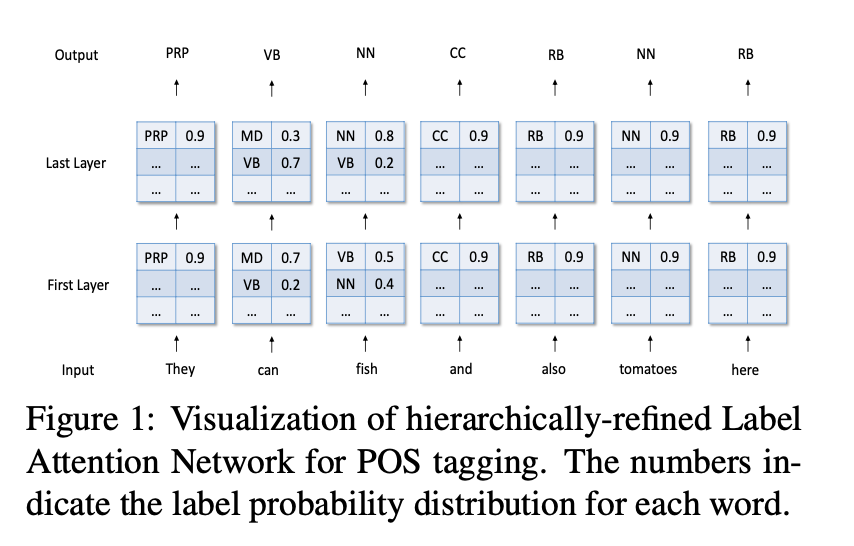 Output PRP VB NN CC RB NN RB
Last Layer
PRP 0.9 MD 0.3 NN 0.8 CC 0.9 RB 0.9 NN 0.9 RB 0.9
... ... VB 0.7 VB 0.2 ... ... ... ... ... ... ... ...
... ... ... ... ... ... ... ... ... ... ... ... ... ...
First Layer
PRP 0.9 MD 0.7 VB 0.5 CC 0.9 RB 0.9 NN 0.9 RB 0.9
... ... VB 0.2 NN 0.4 ... ... ... ... ... ... ... ...
... ... ... ... ... ... ... ... ... ... ... ... ... ...
Input They can fish and also tomatoes here
Figure 1: Visualization of hierarchically-refined Label
Attention Network for POS tagging. The numbers in-
dicate the label probability distribution for each word.